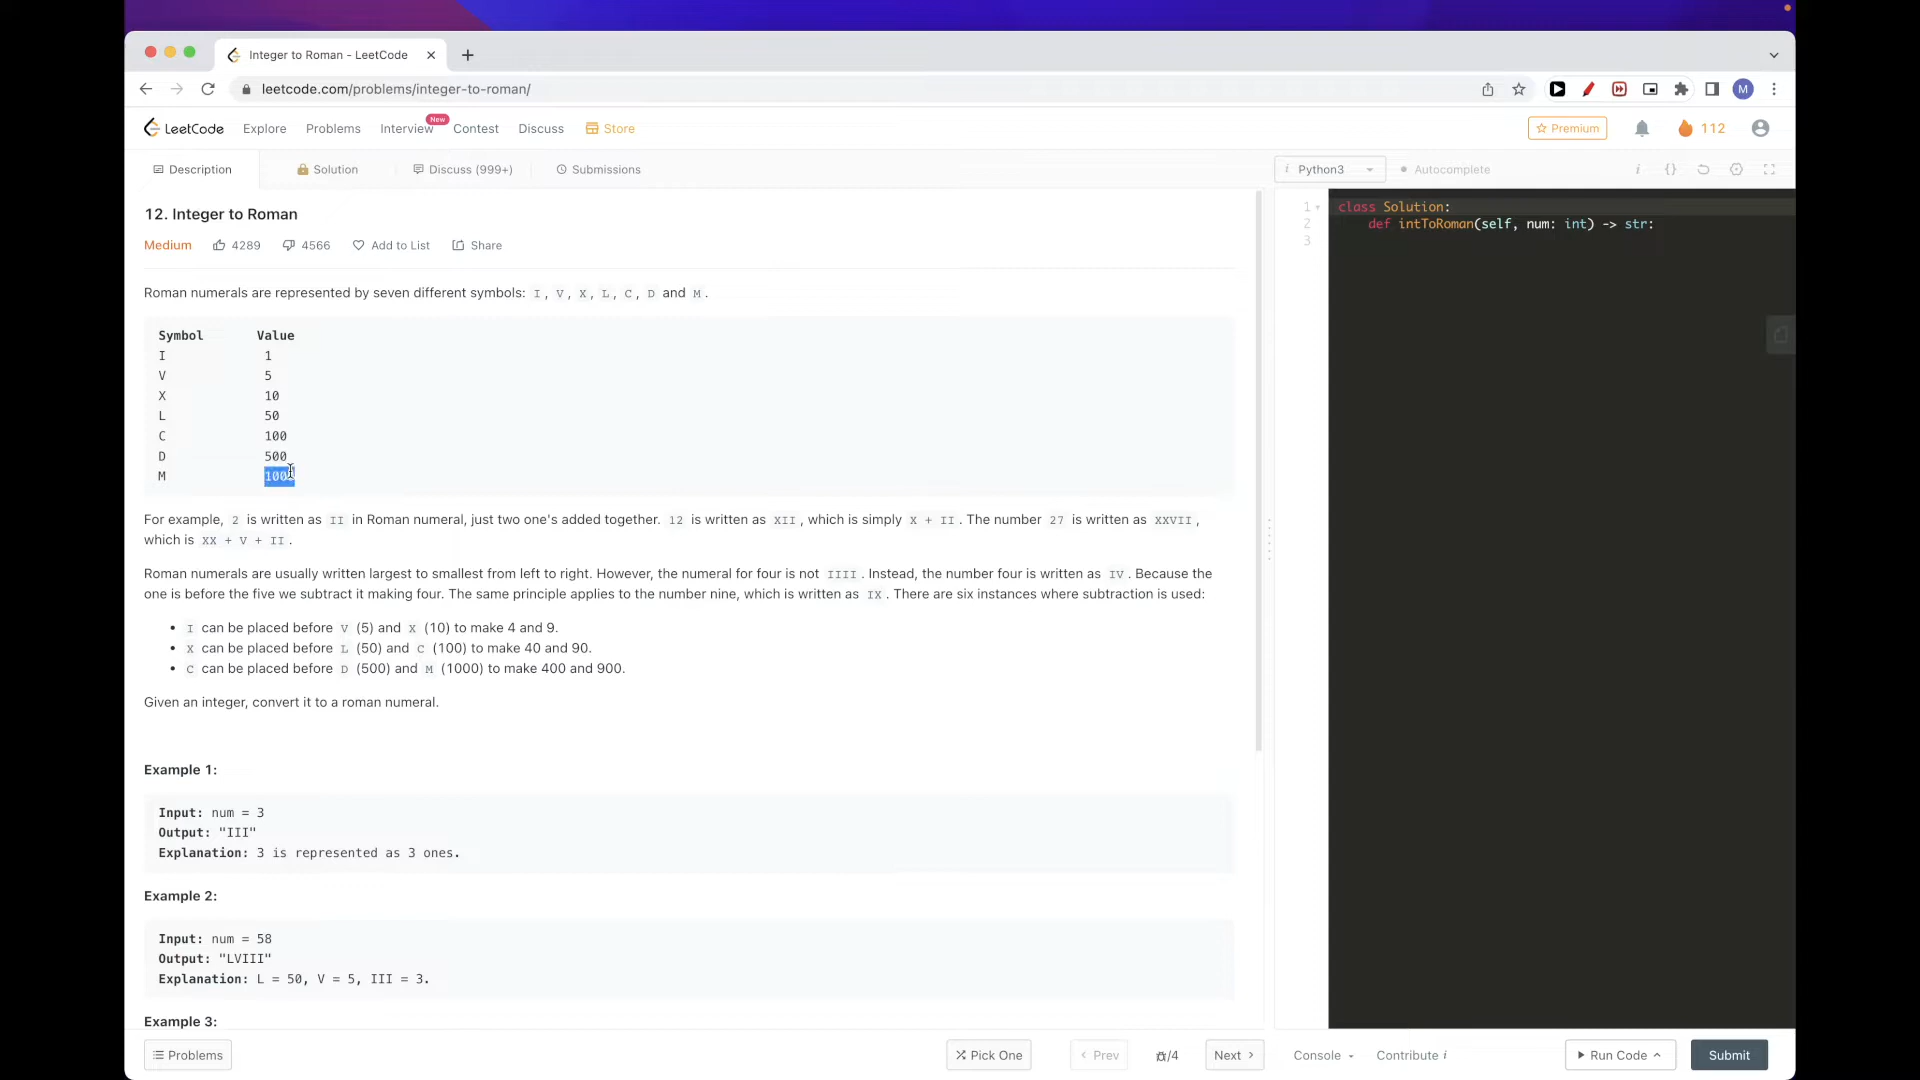 Integer to Roman - LeetCode
leetcode.com/problems/integer-to-roman/
M
LeetCode Explore Problems Interview New Contest Discuss Store Premium 112
Description Solution Discuss (999+) Submissions i Python3 Autocomplete i {}
12. Integer to Roman
Medium 4289 4566 Add to List Share
Roman numerals are represented by seven different symbols: I, V, X, L, C, D and M.
Symbol Value
I 1
V 5
X 10
L 50
C 100
D 500
M 1000
For example, 2 is written as II in Roman numeral, just two one's added together. 12 is written as XII, which is simply X + II. The number 27 is written as XXVII,
which is XX + V + II.
Roman numerals are usually written largest to smallest from left to right. However, the numeral for four is not IIII. Instead, the number four is written as IV. Because the
one is before the five we subtract it making four. The same principle applies to the number nine, which is written as IX. There are six instances where subtraction is used:
• I can be placed before V (5) and X (10) to make 4 and 9.
• X can be placed before L (50) and C (100) to make 40 and 90.
• C can be placed before D (500) and M (1000) to make 400 and 900.
Given an integer, convert it to a roman numeral.
Example 1:
Input: num = 3
Output: "III"
Explanation: 3 is represented as 3 ones.
Example 2:
Input: num = 58
Output: "LVIII"
Explanation: L = 50, V = 5, III = 3.
Example 3:
1 class Solution:
2 def intToRoman(self, num: int) -> str:
3
Problems Pick One < Prev /4 Next > Console Contribute i Run Code Submit